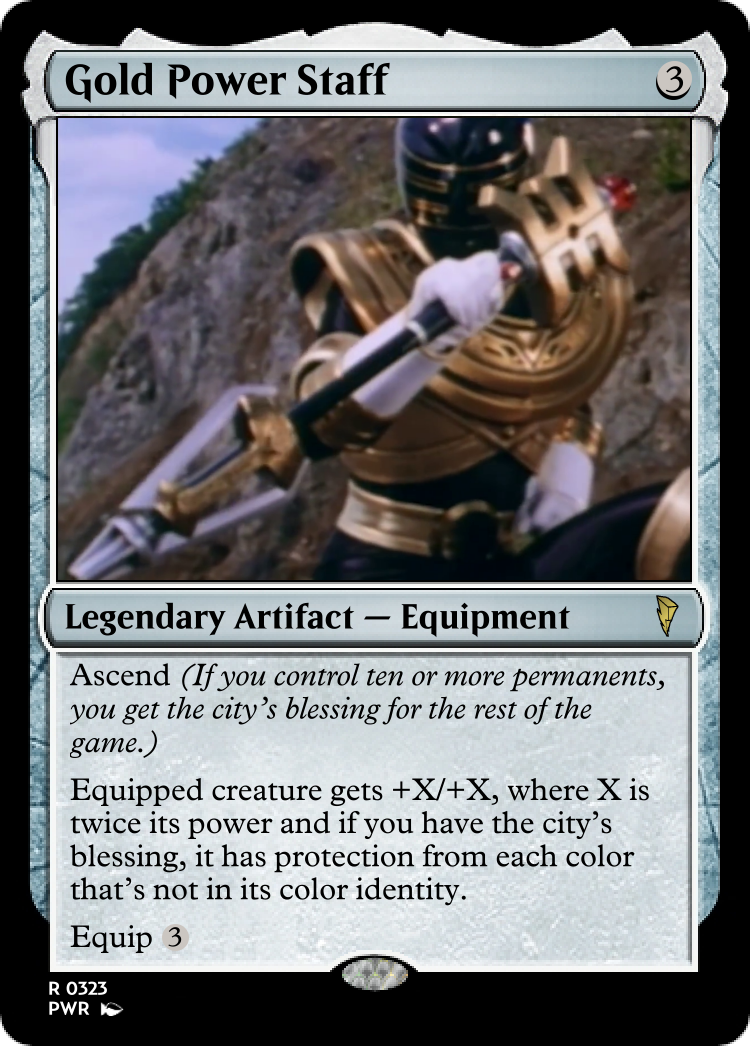 Gold Power Staff 3
Legendary Artifact — Equipment
Ascend (If you control ten or more permanents,
you get the city's blessing for the rest of the
game.)
Equipped creature gets +X/+X, where X is
twice its power and if you have the city's
blessing, it has protection from each color
that's not in its color identity.
Equip 3
R 0323
PWR